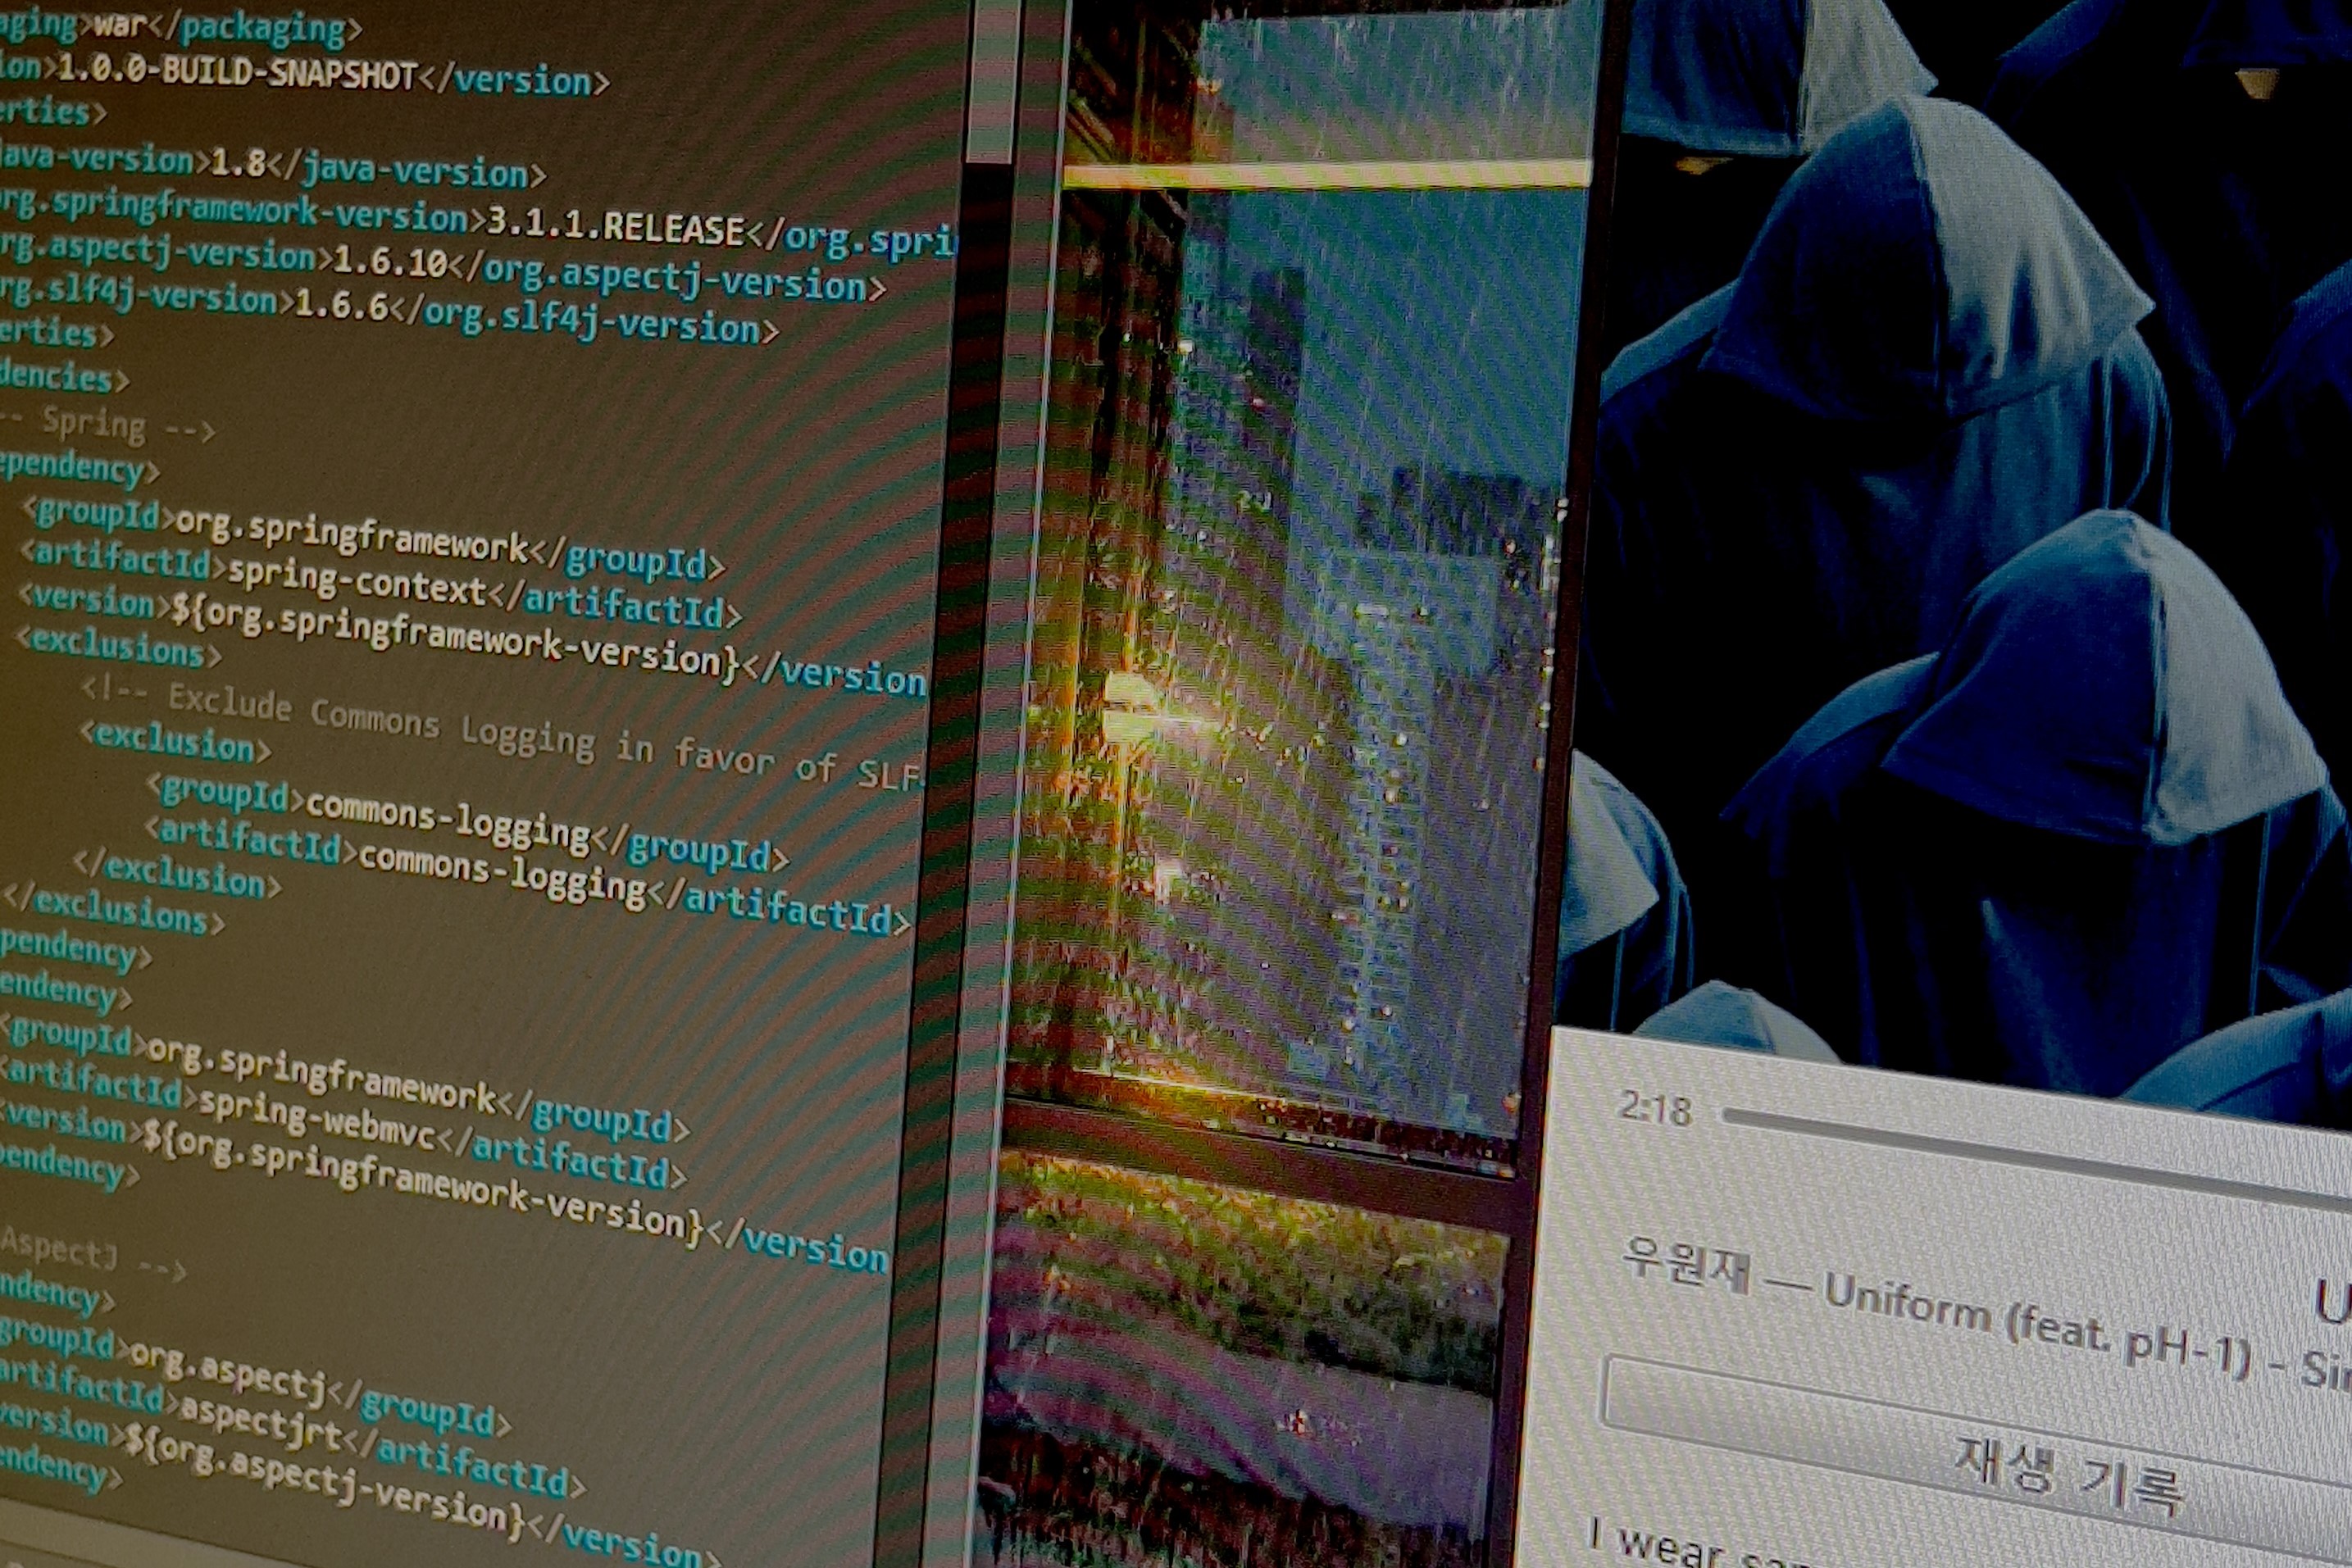 aging>war</packaging>
ion>1.0.0-BUILD-SNAPSHOT</version>
erties>
java-version>1.8</java-version>
org.springframework-version>3.1.1.RELEASE</org.spri
rg.aspectj-version>1.6.10</org.aspectj-version>
rg.slf4j-version>1.6.6</org.slf4j-version>
erties>
dencies>
-- Spring -->
ependency>
<groupId>org.springframework</groupId>
<artifactId>spring-context</artifactId>
<version>${org.springframework-version}</version
<exclusions>
<!-- Exclude Commons Logging in favor of SLF
<exclusion>
<groupId>commons-logging</groupId>
<artifactId>commons-logging</artifactId>
</exclusion>
</exclusions>
pendency>
endency>
<groupId>org.springframework</groupId>
<artifactId>spring-webmvc</artifactId>
<version>${org.springframework-version}</version
pendency>
AspectJ -->
ndency>
groupId>org.aspectj</groupId>
artifactId>aspectjrt</artifactId>
version>${org.aspectj-version}</version>
endency>
2:18
U
우원재 — Uniform (feat. pH-1) - Sin
재생 기록
I wear